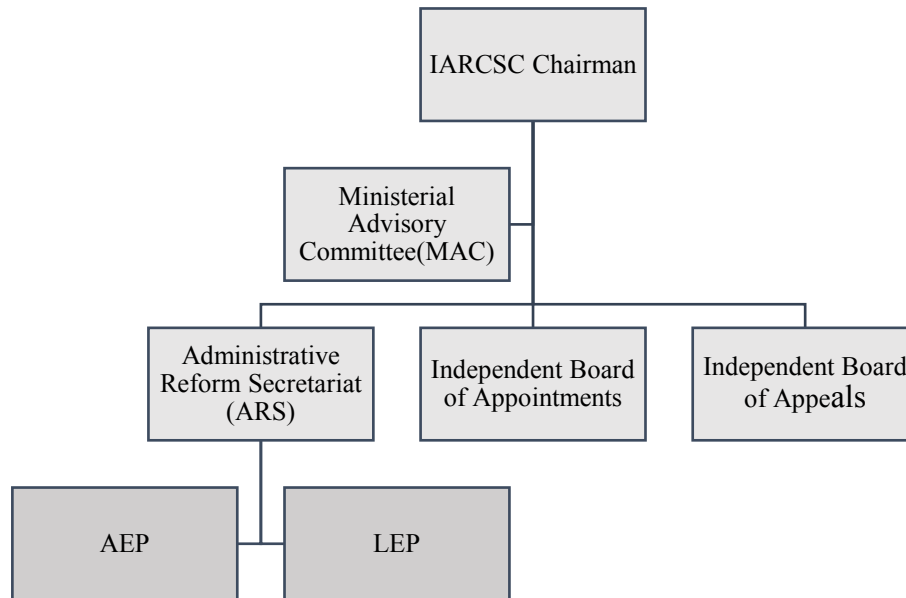 IARCSC Chairman
Ministerial
Advisory
Committee(MAC)
Administrative
Reform Secretariat
(ARS)
Independent Board
of Appointments
Independent Board
of Appeals
AEP
LEP